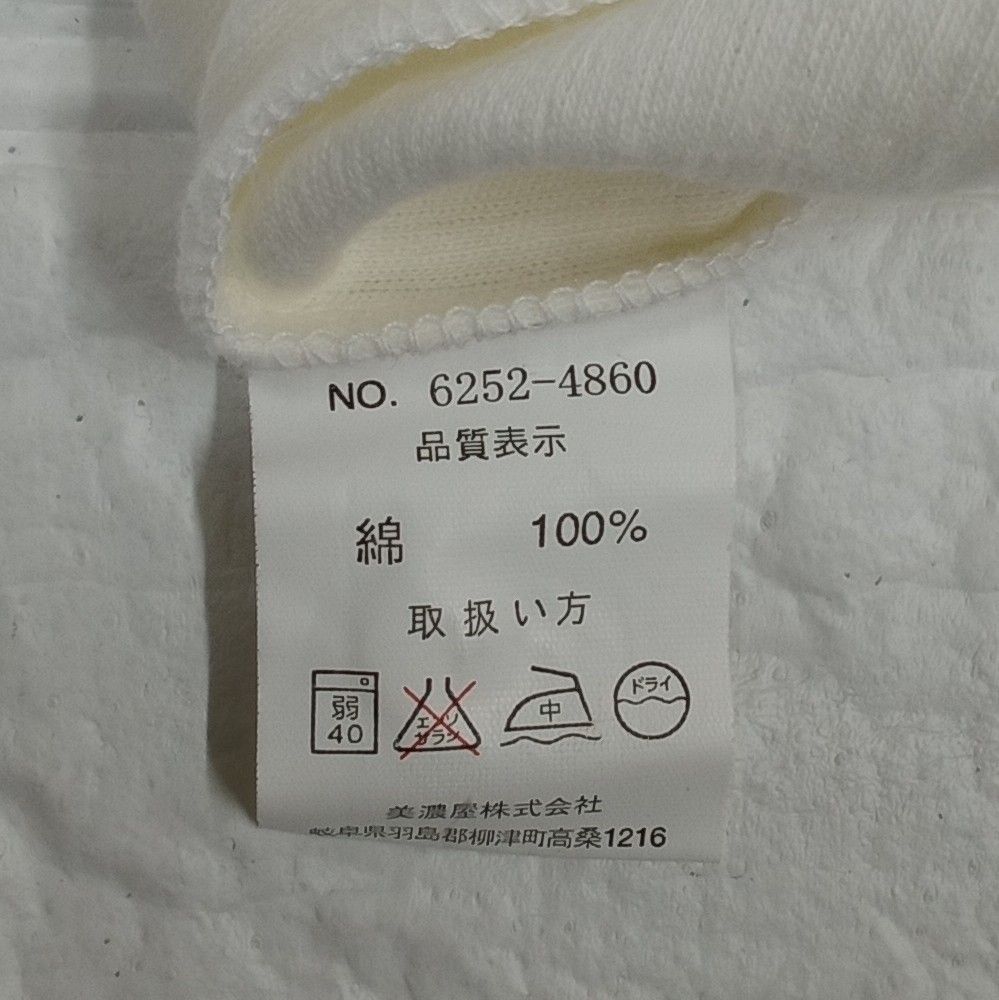 NO. 6252-4860
品質表示
綿 100%
取扱い方
弱
40
エンソ
サラシ
中
ドライ
美濃屋株式会社
岐阜県羽島郡柳津町高桑1216